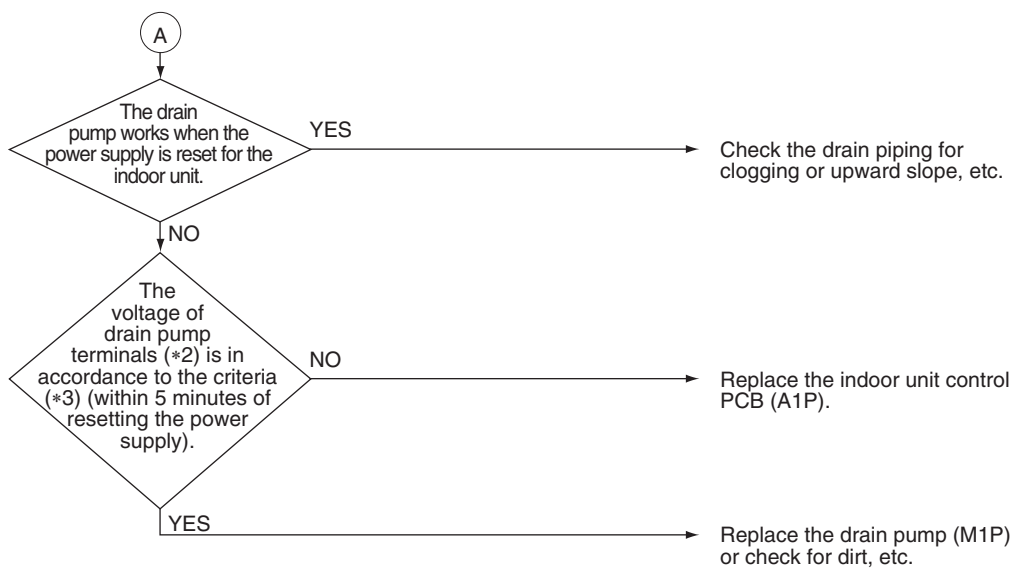 A
The drain
pump works when the
power supply is reset for the
indoor unit.
YES
Check the drain piping for
clogging or upward slope, etc.
NO
The
voltage of
drain pump
terminals (*2) is in
accordance to the criteria
(*3) (within 5 minutes of
resetting the power
supply).
NO
Replace the indoor unit control
PCB (A1P).
YES
Replace the drain pump (M1P)
or check for dirt, etc.